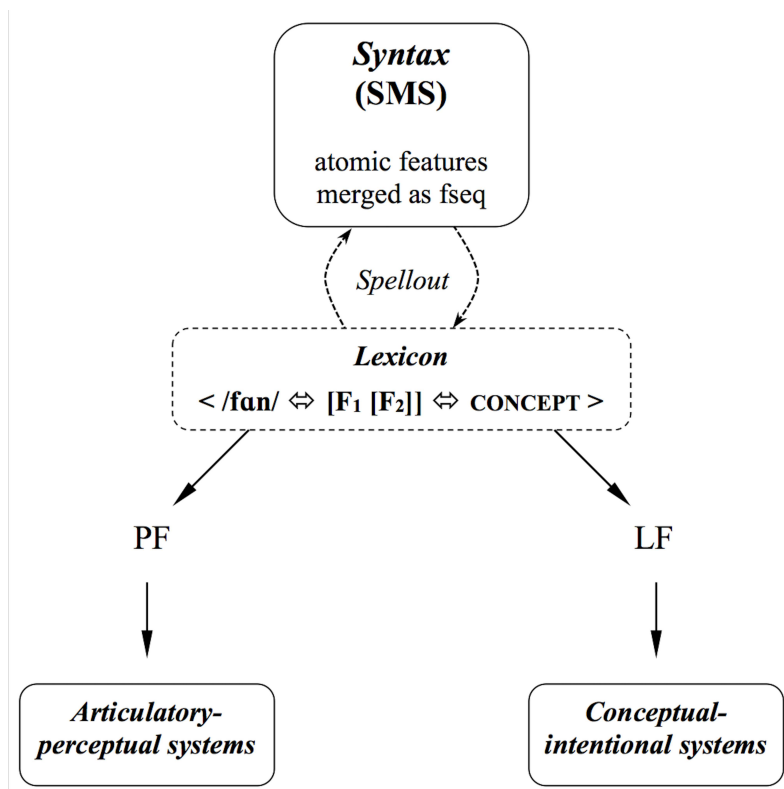 Syntax
(SMS)
atomic features
merged as fseq
Spellout
Lexicon
< /fɑn/ ⇔ [F₁ [F₂]] ⇔ CONCEPT >
PF
LF
Articulatory-
perceptual systems
Conceptual-
intentional systems